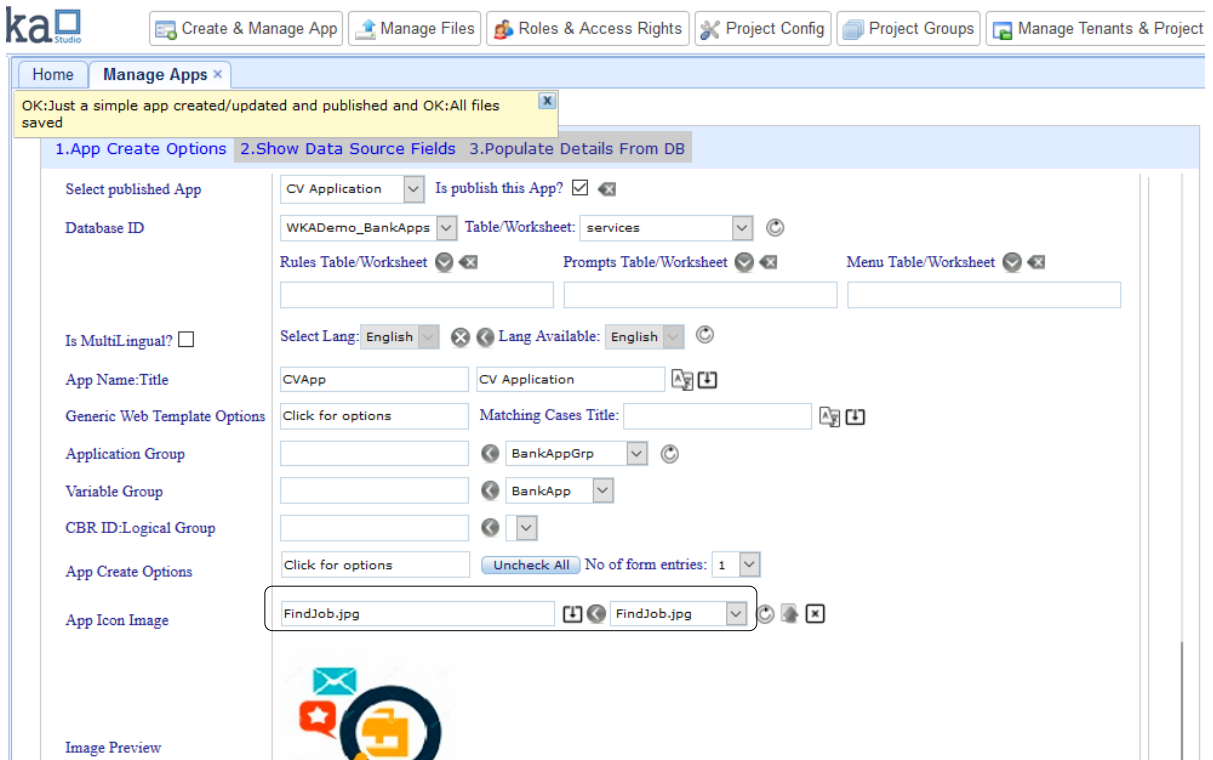 ka
Studio
Create & Manage App Manage Files Roles & Access Rights Project Config Project Groups Manage Tenants & Project
Home Manage Apps ×
OK:Just a simple app created/updated and published and OK:All files
saved
1.App Create Options 2.Show Data Source Fields 3.Populate Details From DB
Select published App CV Application Is publish this App?
Database ID WKADemo_BankApps Table/Worksheet: services
Rules Table/Worksheet Prompts Table/Worksheet Menu Table/Worksheet
Is MultiLingual? Select Lang: English Lang Available: English
App Name:Title CVApp CV Application
Generic Web Template Options Click for options Matching Cases Title:
Application Group BankAppGrp
Variable Group BankApp
CBR ID:Logical Group
App Create Options Click for options Uncheck All No of form entries: 1
App Icon Image FindJob.jpg FindJob.jpg
Image Preview